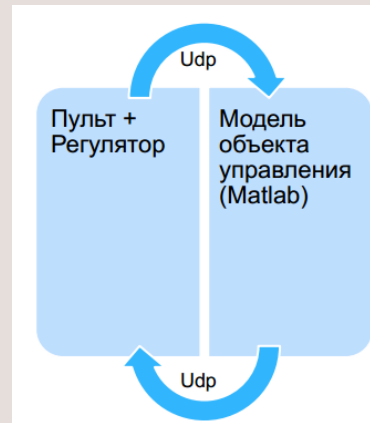 Udp
Пульт +
Регулятор
Модель
объекта
управления
(Matlab)
Udp